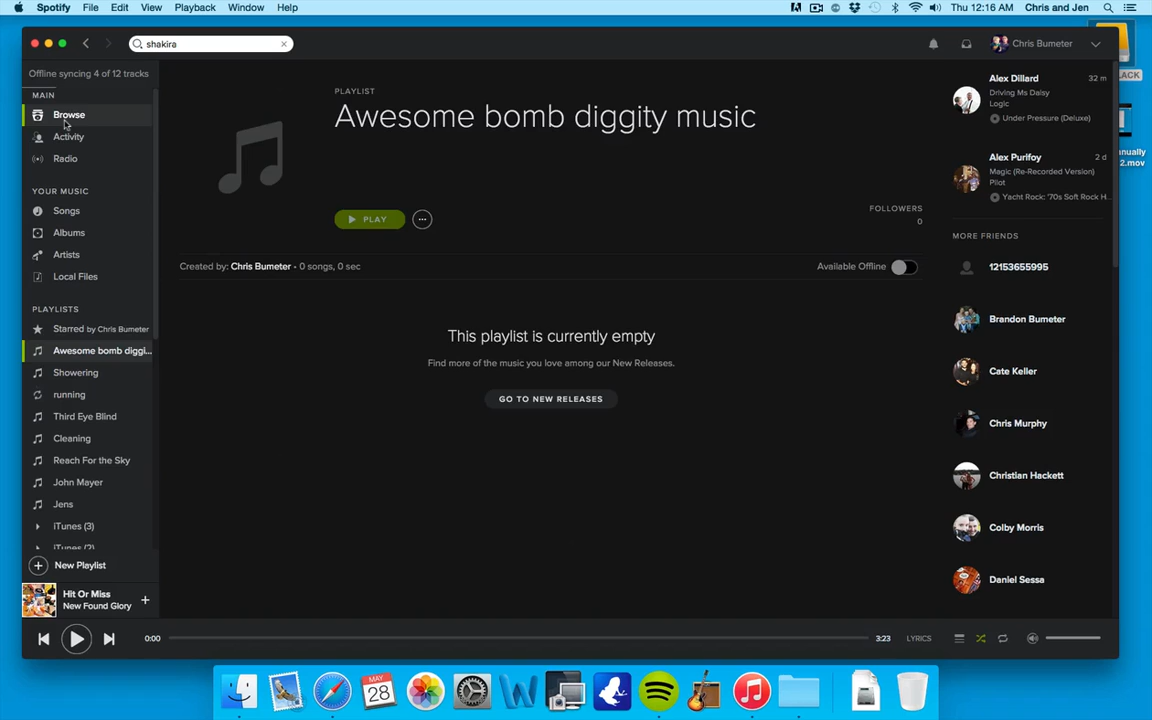 Spotify File Edit View Playback Window Help
Thu 12:16 AM Chris and Jen
shakira
Chris Bumeter
Offline syncing 4 of 12 tracks
MAIN
Browse
Activity
Radio
YOUR MUSIC
Songs
Albums
Artists
Local Files
PLAYLISTS
Starred by Chris Bumeter
Awesome bomb diggi...
Showering
running
Third Eye Blind
Cleaning
Reach For the Sky
John Mayer
Jens
iTunes (3)
iTunes (2)
New Playlist
Hit Or Miss
New Found Glory
PLAYLIST
Awesome bomb diggity music
PLAY
FOLLOWERS
0
Created by: Chris Bumeter - 0 songs, 0 sec
Available Offline
This playlist is currently empty
Find more of the music you love among our New Releases.
GO TO NEW RELEASES
Alex Dillard 32 m
Driving Ms Daisy
Logic
Under Pressure (Deluxe)
Alex Purifoy 2 d
Magic (Re-Recorded Version)
Pilot
Yacht Rock: '70s Soft Rock H...
MORE FRIENDS
12153655995
Brandon Bumeter
Cate Keller
Chris Murphy
Christian Hackett
Colby Morris
Daniel Sessa
0:00
3:23
LYRICS
LACK
nually
2.mov
MAY
28
W